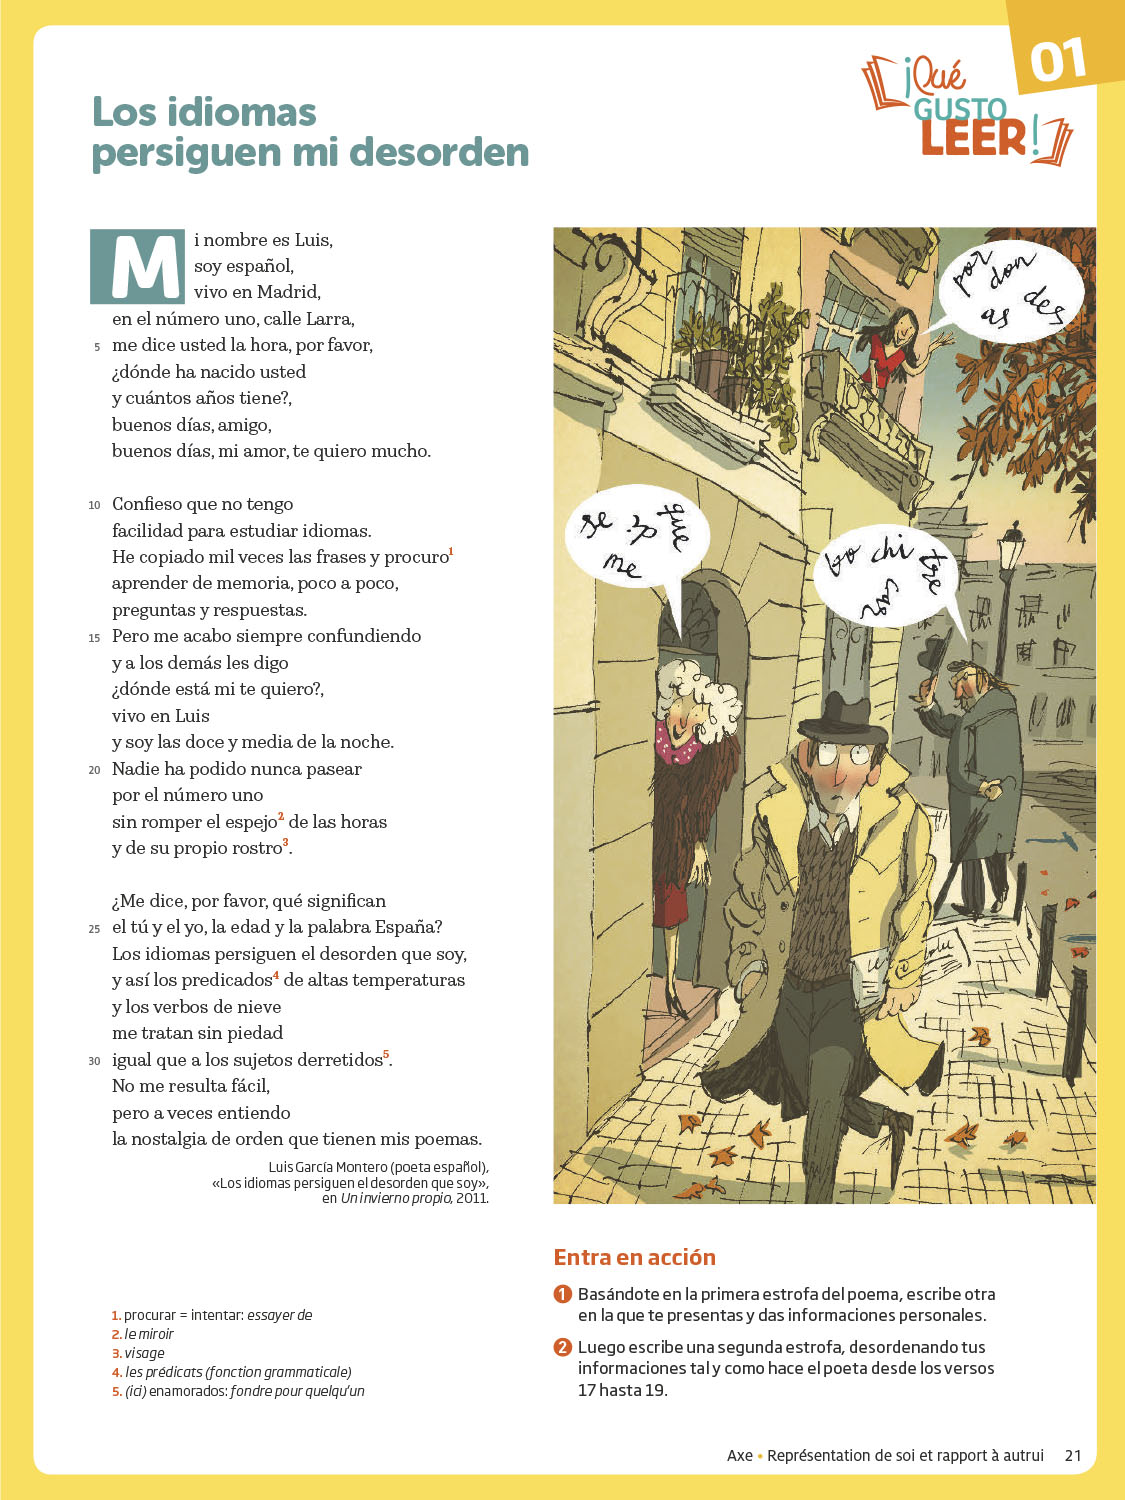 01
¡Qué
GUSTO
LEER!
Los idiomas
persiguen mi desorden
Mi nombre es Luis,
soy español,
vivo en Madrid,
en el número uno, calle Larra,
5 me dice usted la hora, por favor,
¿dónde ha nacido usted
y cuántos años tiene?,
buenos días, amigo,
buenos días, mi amor, te quiero mucho.
10 Confieso que no tengo
facilidad para estudiar idiomas.
He copiado mil veces las frases y procuro1
aprender de memoria, poco a poco,
preguntas y respuestas.
15 Pero me acabo siempre confundiendo
y a los demás les digo
¿dónde está mi te quiero?,
vivo en Luis
y soy las doce y media de la noche.
20 Nadie ha podido nunca pasear
por el número uno
sin romper el espejo2 de las horas
y de su propio rostro3.
¿Me dice, por favor, qué significan
25 el tú y el yo, la edad y la palabra España?
Los idiomas persiguen el desorden que soy,
y así los predicados4 de altas temperaturas
y los verbos de nieve
me tratan sin piedad
30 igual que a los sujetos derretidos5.
No me resulta fácil,
pero a veces entiendo
la nostalgia de orden que tienen mis poemas.
Luis García Montero (poeta español),
«Los idiomas persiguen el desorden que soy»,
en Un invierno propio, 2011.
1. procurar = intentar: essayer de
2. le miroir
3. visage
4. les prédicats (fonction grammaticale)
5. (ici) enamorados: fondre pour quelqu'un
por
don
des
as
se
di
que
me
bo chi tre
caz
Entra en acción
1 Basándote en la primera estrofa del poema, escribe otra
en la que te presentas y das informaciones personales.
2 Luego escribe una segunda estrofa, desordenando tus
informaciones tal y como hace el poeta desde los versos
17 hasta 19.
Axe • Représentation de soi et rapport à autrui 21